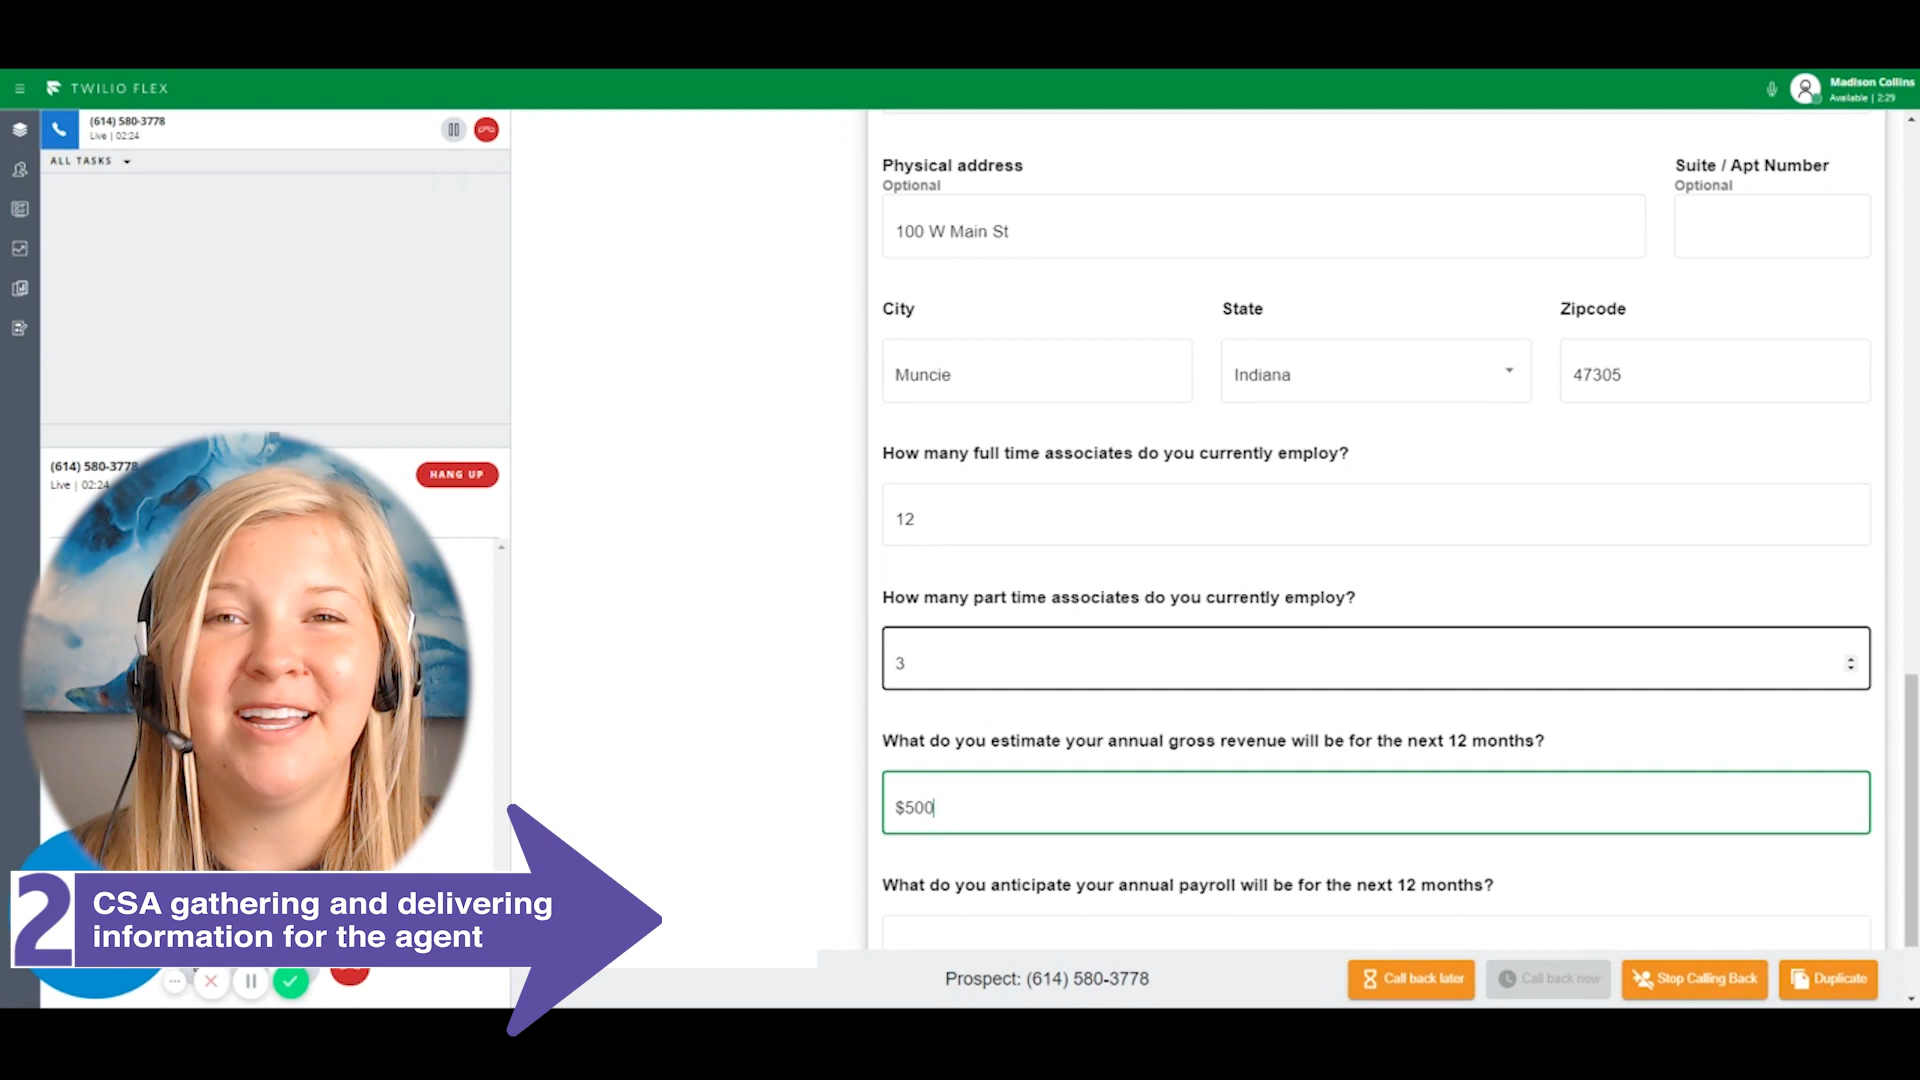 TWILIO FLEX
Madison Collins
Available | 2:29
(614) 580-3778
Live | 02:24
ALL TASKS
(614) 580-3778
Live | 02:24
HANG UP
Physical address
Optional
100 W Main St
Suite / Apt Number
Optional
City
Muncie
State
Indiana
Zipcode
47305
How many full time associates do you currently employ?
12
How many part time associates do you currently employ?
3
What do you estimate your annual gross revenue will be for the next 12 months?
$500
What do you anticipate your annual payroll will be for the next 12 months?
2
CSA gathering and delivering
information for the agent
Prospect: (614) 580-3778
Call back later
Call back now
Stop Calling Back
Duplicate